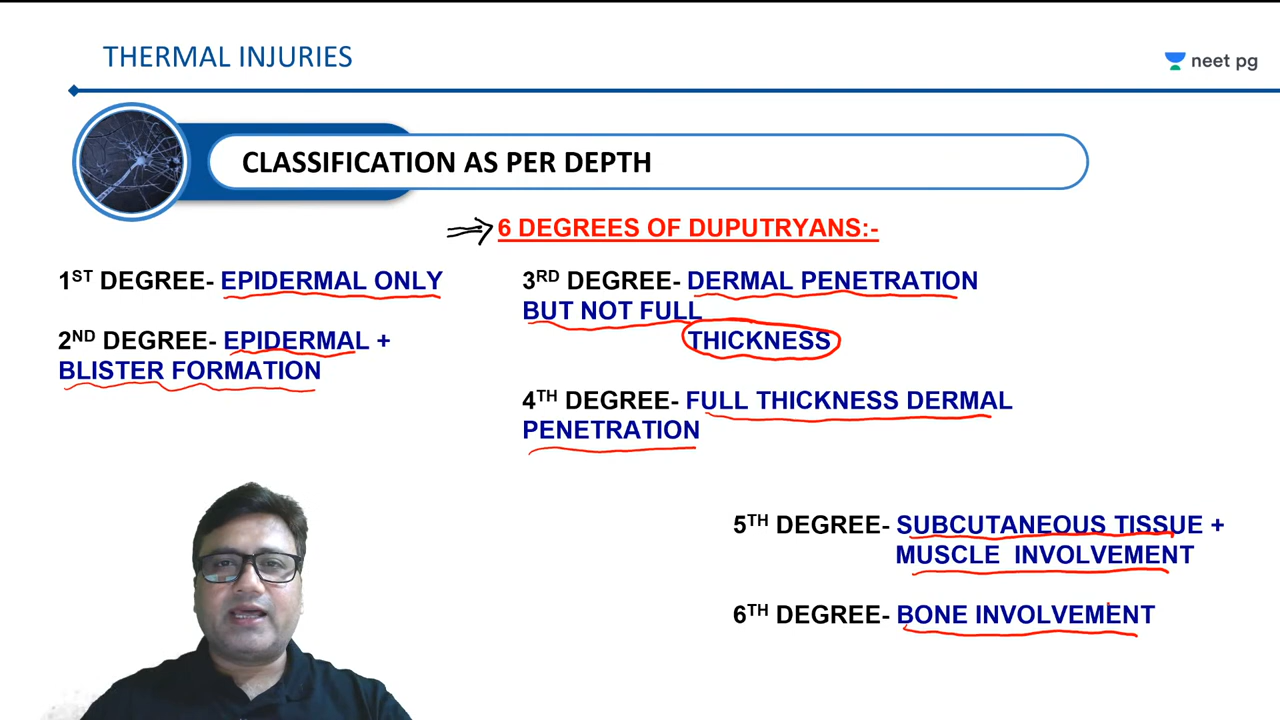 THERMAL INJURIES
neet pg
CLASSIFICATION AS PER DEPTH
6 DEGREES OF DUPUTRYANS:-
1ST DEGREE- EPIDERMAL ONLY
2ND DEGREE- EPIDERMAL +
BLISTER FORMATION
3RD DEGREE- DERMAL PENETRATION
BUT NOT FULL
THICKNESS
4TH DEGREE- FULL THICKNESS DERMAL
PENETRATION
5TH DEGREE- SUBCUTANEOUS TISSUE +
MUSCLE INVOLVEMENT
6TH DEGREE- BONE INVOLVEMENT